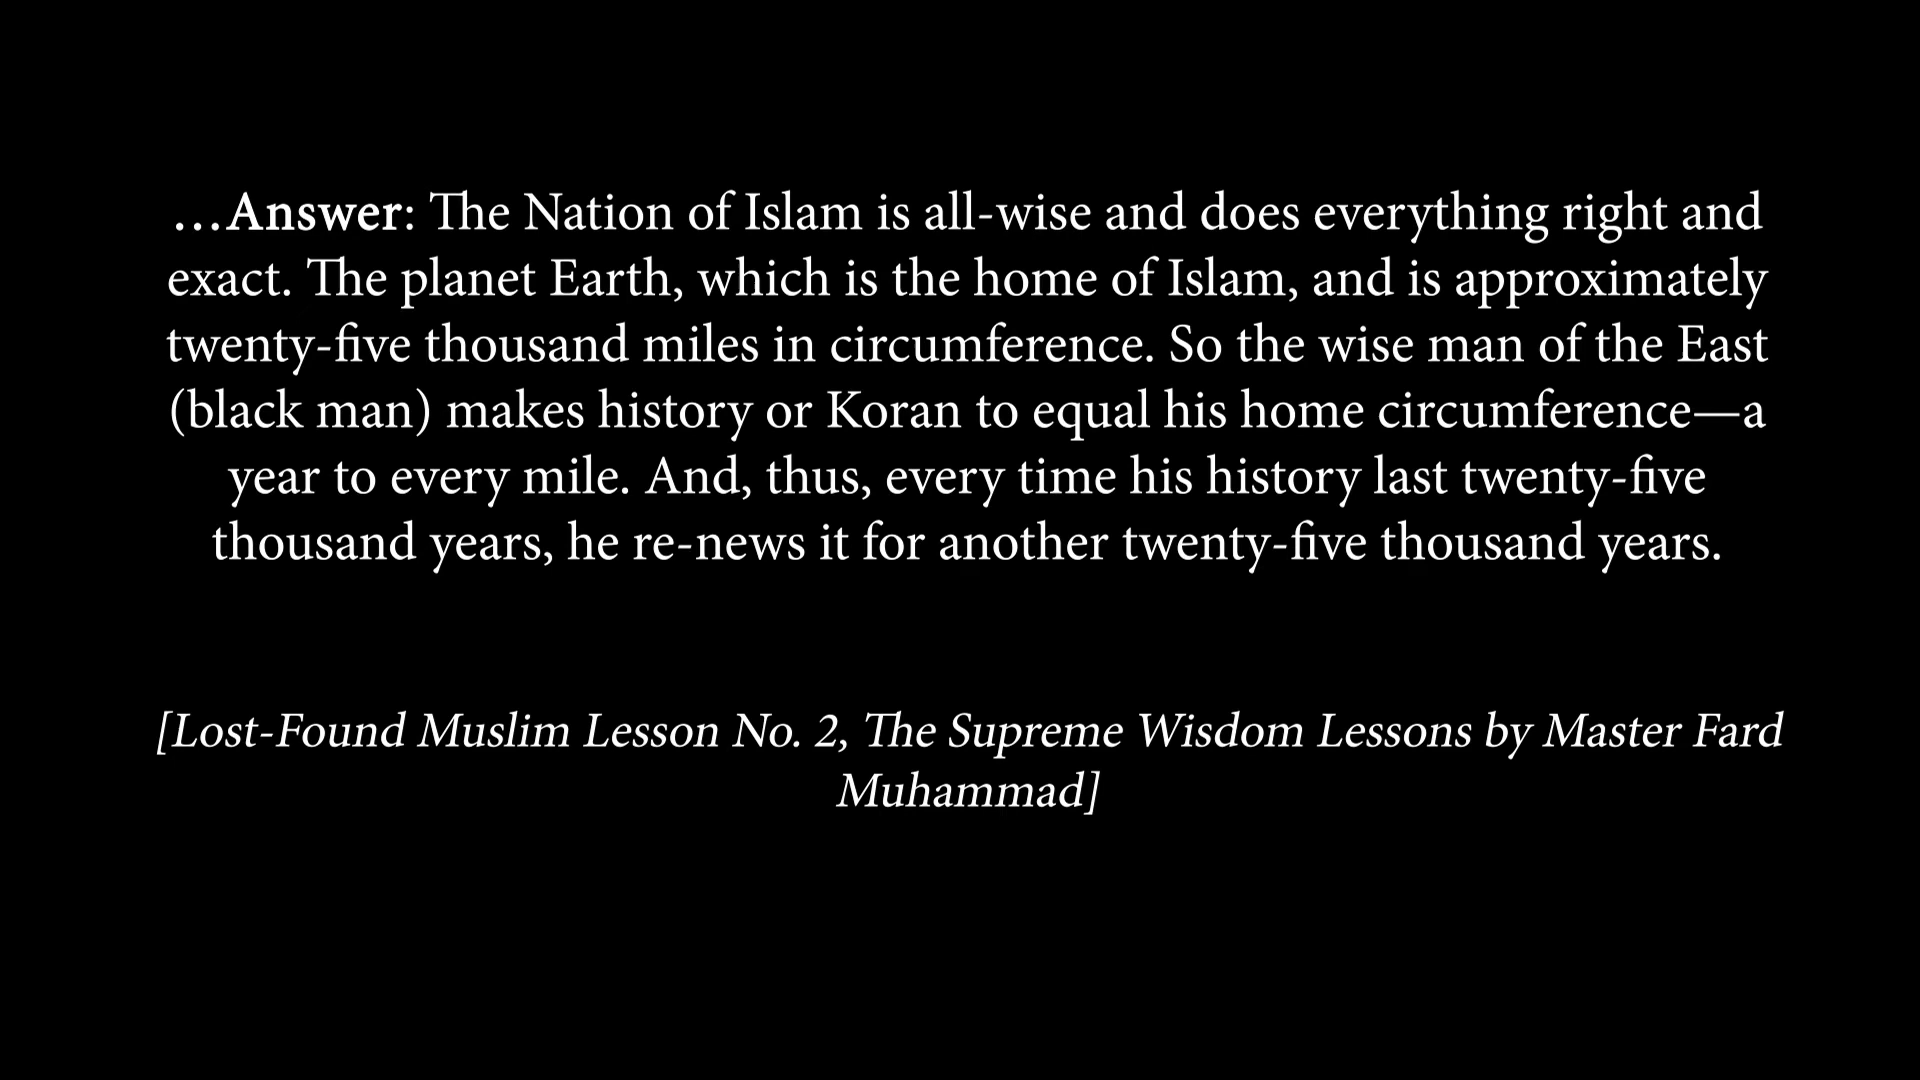 …Answer: The Nation of Islam is all-wise and does everything right and
exact. The planet Earth, which is the home of Islam, and is approximately
twenty-five thousand miles in circumference. So the wise man of the East
(black man) makes history or Koran to equal his home circumference—a
year to every mile. And, thus, every time his history last twenty-five
thousand years, he re-news it for another twenty-five thousand years.
[Lost-Found Muslim Lesson No. 2, The Supreme Wisdom Lessons by Master Fard
Muhammad]